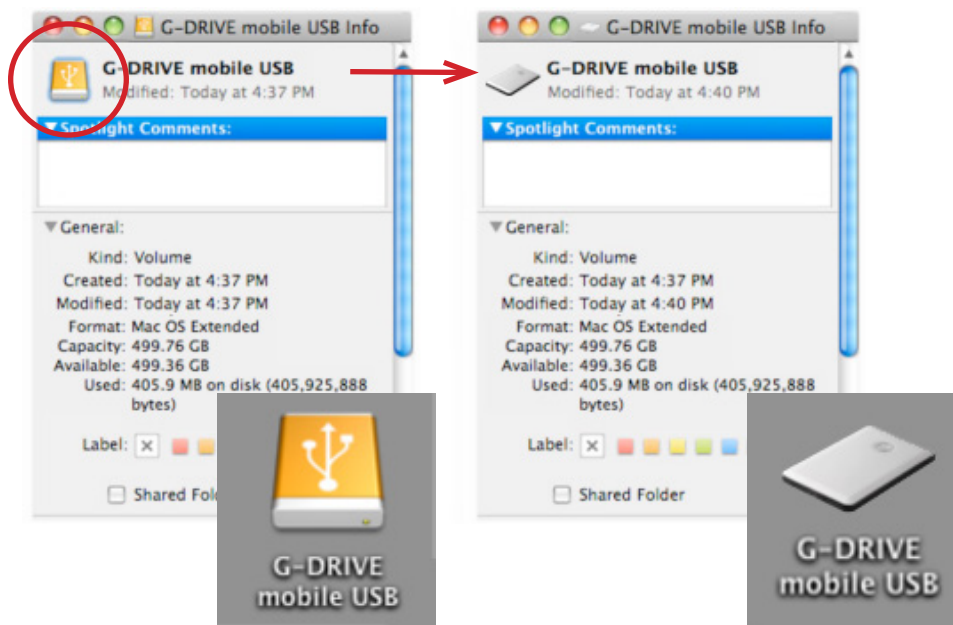 G-DRIVE mobile USB Info
G-DRIVE mobile USB
Modified: Today at 4:37 PM
Spotlight Comments:
General:
Kind: Volume
Created: Today at 4:37 PM
Modified: Today at 4:37 PM
Format: Mac OS Extended
Capacity: 499.76 GB
Available: 499.36 GB
Used: 405.9 MB on disk (405,925,888
bytes)
Label:
Shared Fol
G-DRIVE
mobile USB
G-DRIVE mobile USB Info
G-DRIVE mobile USB
Modified: Today at 4:40 PM
Spotlight Comments:
General:
Kind: Volume
Created: Today at 4:37 PM
Modified: Today at 4:40 PM
Format: Mac OS Extended
Capacity: 499.76 GB
Available: 499.36 GB
Used: 405.9 MB on disk (405,925,888
bytes)
Label:
Shared Folder
G-DRIVE
mobile USB